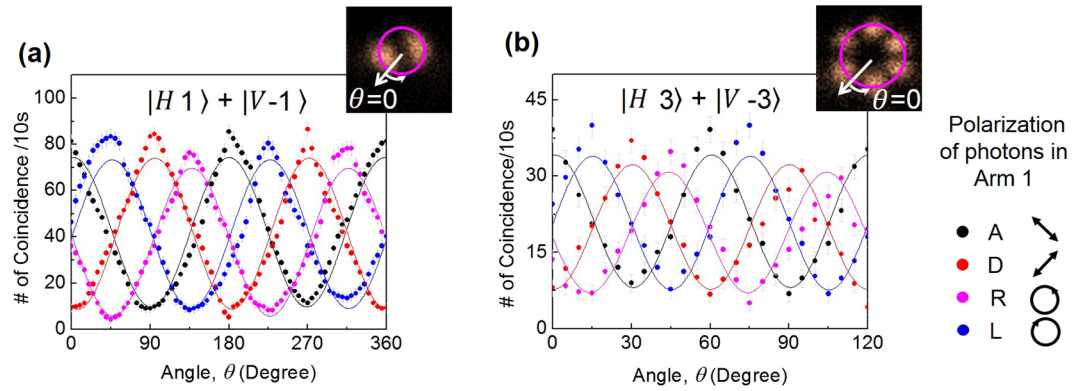 (a)
|H 1⟩ + |V -1⟩
θ=0
# of Coincidence /10s
100
80
60
40
20
0
0 90 180 270 360
Angle, θ (Degree)
(b)
|H 3⟩ + |V -3⟩
θ=0
# of Coincidence/10s
45
30
15
0
0 30 60 90 120
Angle, θ (Degree)
Polarization
of photons in
Arm 1
A
D
R
L